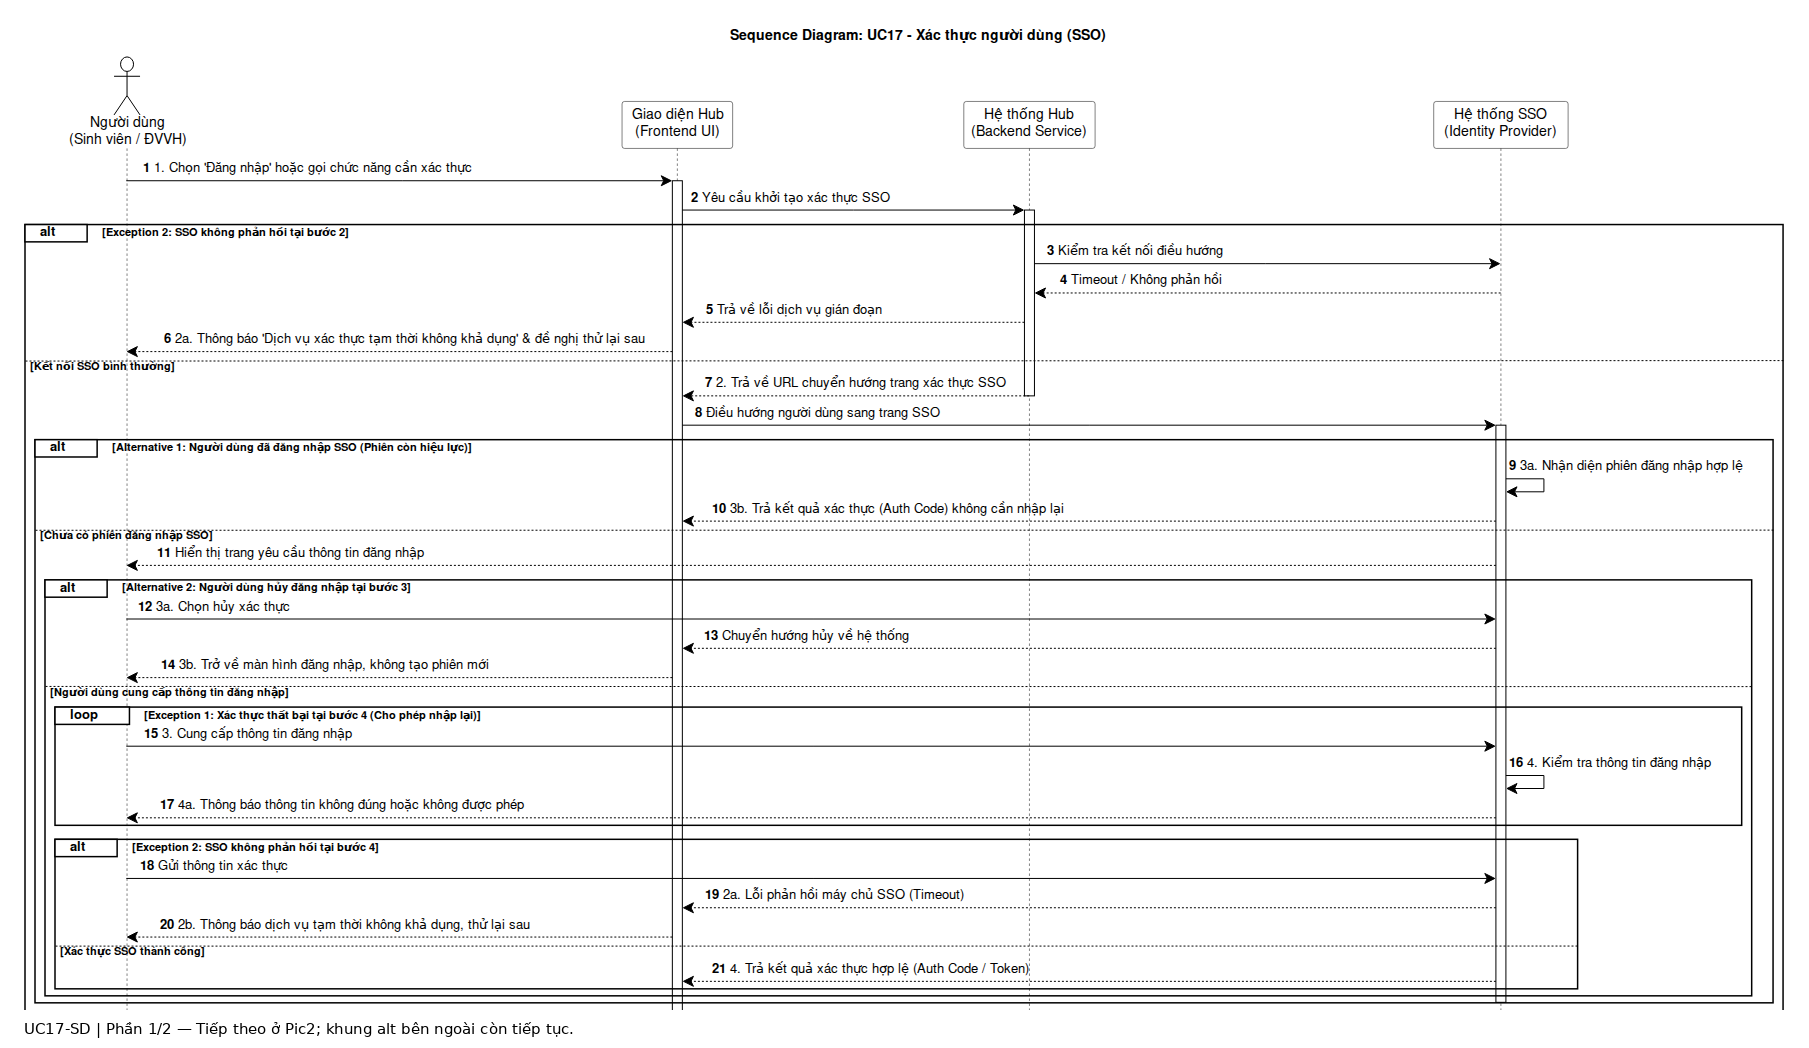 Sequence Diagram: UC17 - Xác thực người dùng (SSO)
Người dùng
(Sinh viên / ĐVVH)
Giao diện Hub
(Frontend UI)
Hệ thống Hub
(Backend Service)
Hệ thống SSO
(Identity Provider)
1 1. Chọn 'Đăng nhập' hoặc gọi chức năng cần xác thực
2 Yêu cầu khởi tạo xác thực SSO
alt [Exception 2: SSO không phản hồi tại bước 2]
3 Kiểm tra kết nối điều hướng
4 Timeout / Không phản hồi
5 Trả về lỗi dịch vụ gián đoạn
6 2a. Thông báo 'Dịch vụ xác thực tạm thời không khả dụng' & đề nghị thử lại sau
[Kết nối SSO bình thường]
7 2. Trả về URL chuyển hướng trang xác thực SSO
8 Điều hướng người dùng sang trang SSO
alt [Alternative 1: Người dùng đã đăng nhập SSO (Phiên còn hiệu lực)]
9 3a. Nhận diện phiên đăng nhập hợp lệ
10 3b. Trả kết quả xác thực (Auth Code) không cần nhập lại
[Chưa có phiên đăng nhập SSO]
11 Hiển thị trang yêu cầu thông tin đăng nhập
alt [Alternative 2: Người dùng hủy đăng nhập tại bước 3]
12 3a. Chọn hủy xác thực
13 Chuyển hướng hủy về hệ thống
14 3b. Trở về màn hình đăng nhập, không tạo phiên mới
[Người dùng cung cấp thông tin đăng nhập]
loop [Exception 1: Xác thực thất bại tại bước 4 (Cho phép nhập lại)]
15 3. Cung cấp thông tin đăng nhập
16 4. Kiểm tra thông tin đăng nhập
17 4a. Thông báo thông tin không đúng hoặc không được phép
alt [Exception 2: SSO không phản hồi tại bước 4]
18 Gửi thông tin xác thực
19 2a. Lỗi phản hồi máy chủ SSO (Timeout)
20 2b. Thông báo dịch vụ tạm thời không khả dụng, thử lại sau
[Xác thực SSO thành công]
21 4. Trả kết quả xác thực hợp lệ (Auth Code / Token)
UC17-SD | Phần 1/2 — Tiếp theo ở Pic2; khung alt bên ngoài còn tiếp tục.